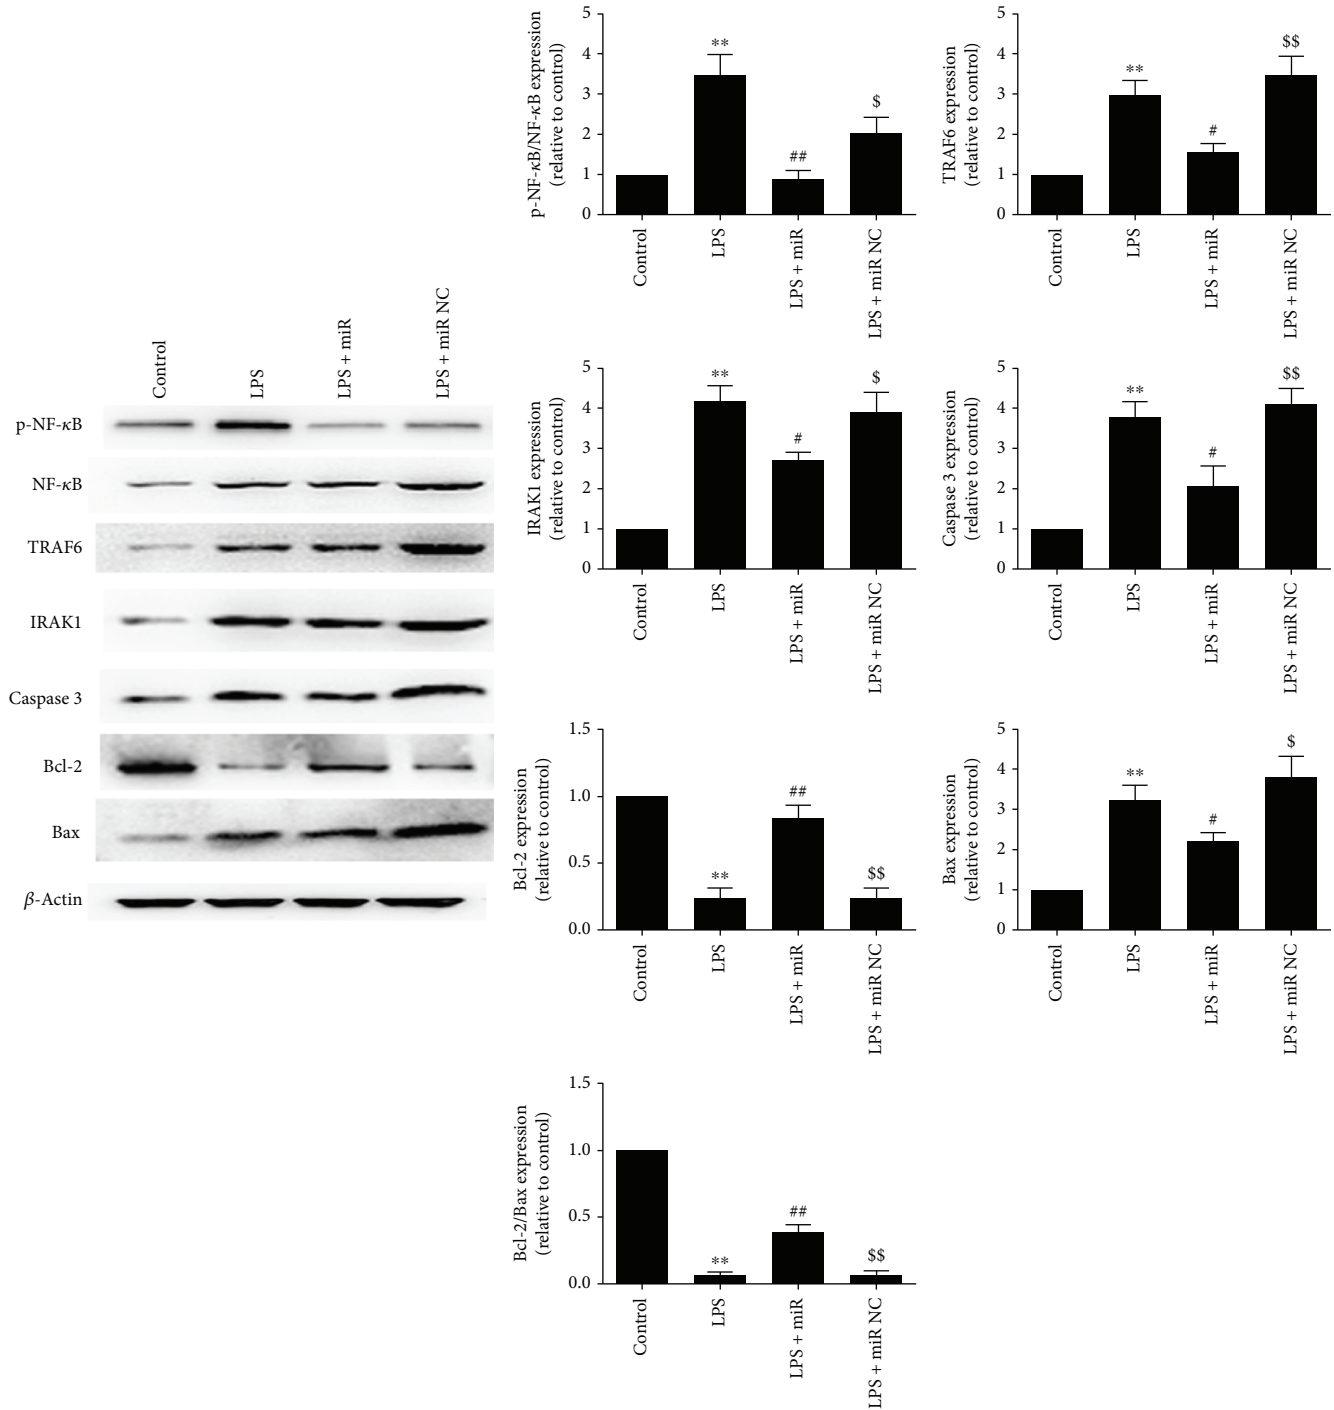 Control
LPS
LPS + miR
LPS + miR NC
p-NF-κB
NF-κB
TRAF6
IRAK1
Caspase 3
Bcl-2
Bax
β-Actin
p-NF-κB/NF-κB expression
(relative to control)
5
4
3
2
1
0
**
##
$
Control
LPS
LPS + miR
LPS + miR NC
TRAF6 expression
(relative to control)
5
4
3
2
1
0
**
#
$$
Control
LPS
LPS + miR
LPS + miR NC
IRAK1 expression
(relative to control)
5
4
3
2
1
0
**
#
$
Control
LPS
LPS + miR
LPS + miR NC
Caspase 3 expression
(relative to control)
5
4
3
2
1
0
**
#
$$
Control
LPS
LPS + miR
LPS + miR NC
Bcl-2 expression
(relative to control)
1.5
1.0
0.5
0.0
**
##
$$
Control
LPS
LPS + miR
LPS + miR NC
Bax expression
(relative to control)
5
4
3
2
1
0
**
#
$
Control
LPS
LPS + miR
LPS + miR NC
Bcl-2/Bax expression
(relative to control)
1.5
1.0
0.5
0.0
**
##
$$
Control
LPS
LPS + miR
LPS + miR NC